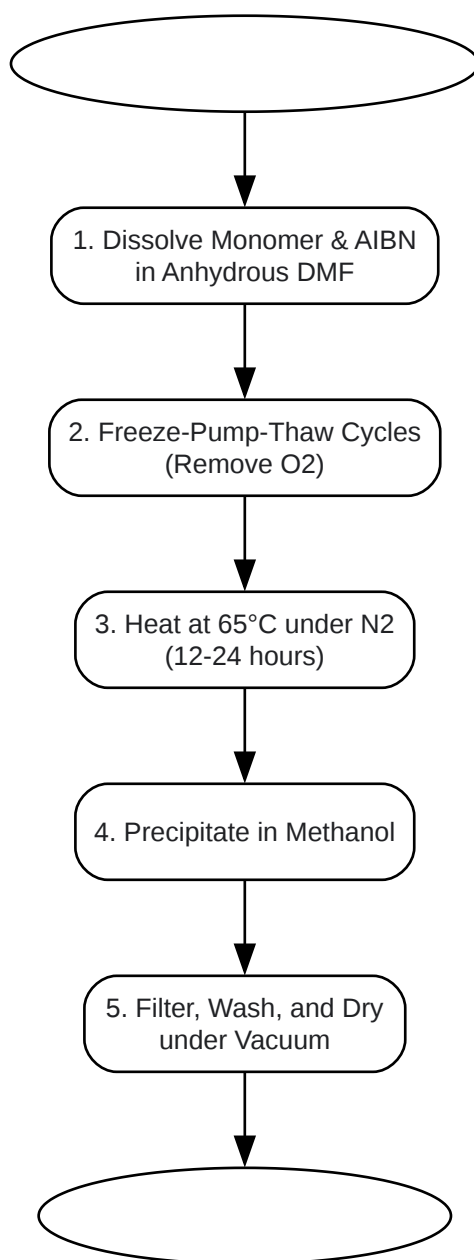 1. Dissolve Monomer & AIBN
in Anhydrous DMF
2. Freeze-Pump-Thaw Cycles
(Remove O2)
3. Heat at 65°C under N2
(12-24 hours)
4. Precipitate in Methanol
5. Filter, Wash, and Dry
under Vacuum